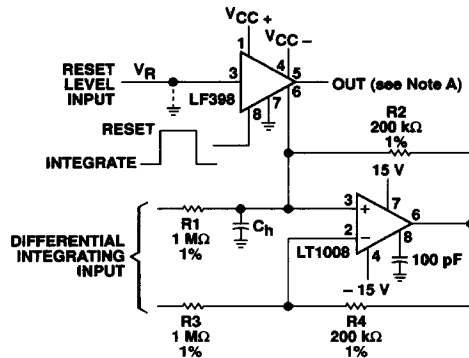 VCC+
VCC−
1
4
RESET
LEVEL
INPUT
VR
3
5
6
OUT (see Note A)
LF398
7
8
RESET
INTEGRATE
R2
200 kΩ
1%
15 V
7
3
+
2
−
6
8
LT1008
4
100 pF
− 15 V
R1
1 MΩ
1%
Ch
DIFFERENTIAL
INTEGRATING
INPUT
R3
1 MΩ
1%
R4
200 kΩ
1%